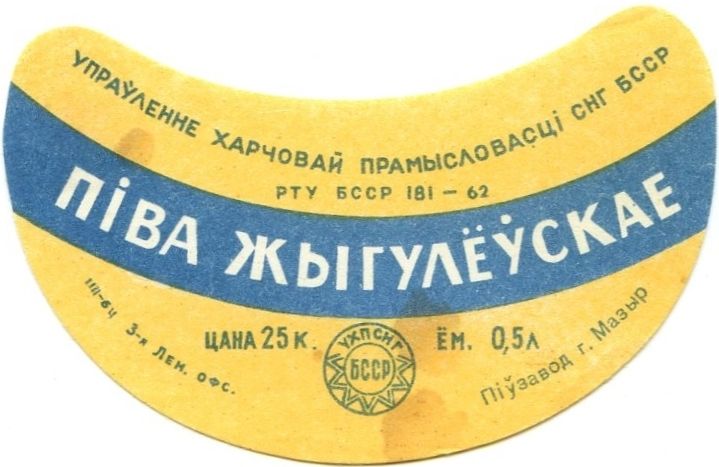 УПРАЎЛЕННЕ ХАРЧОВАЙ ПРАМЫСЛОВАСЦІ СНГ БССР
РТУ БССР 181 — 62
ПІВА ЖЫГУЛЁЎСКАЕ
ЦАНА 25 К.
ЁМ. 0,5Л
УХПСНГ
БССР
3-я Лен. офс.
Піўзавод г. Мазыр